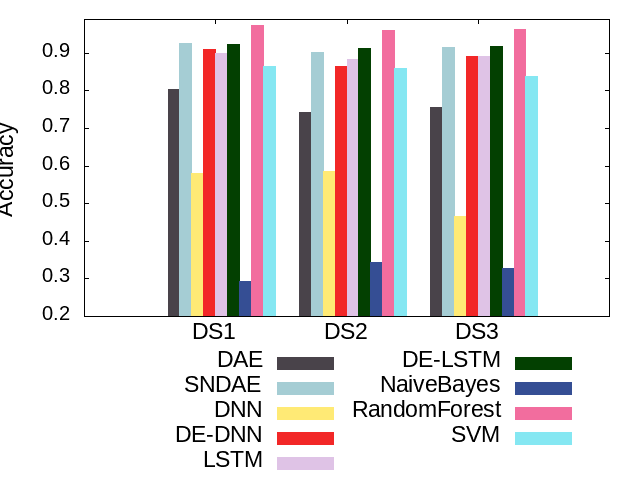 0.9
0.8
0.7
0.6
0.5
0.4
0.3
0.2
Accuracy
DS1 DS2 DS3
DAE
SNDAE
DNN
DE-DNN
LSTM
DE-LSTM
NaiveBayes
RandomForest
SVM